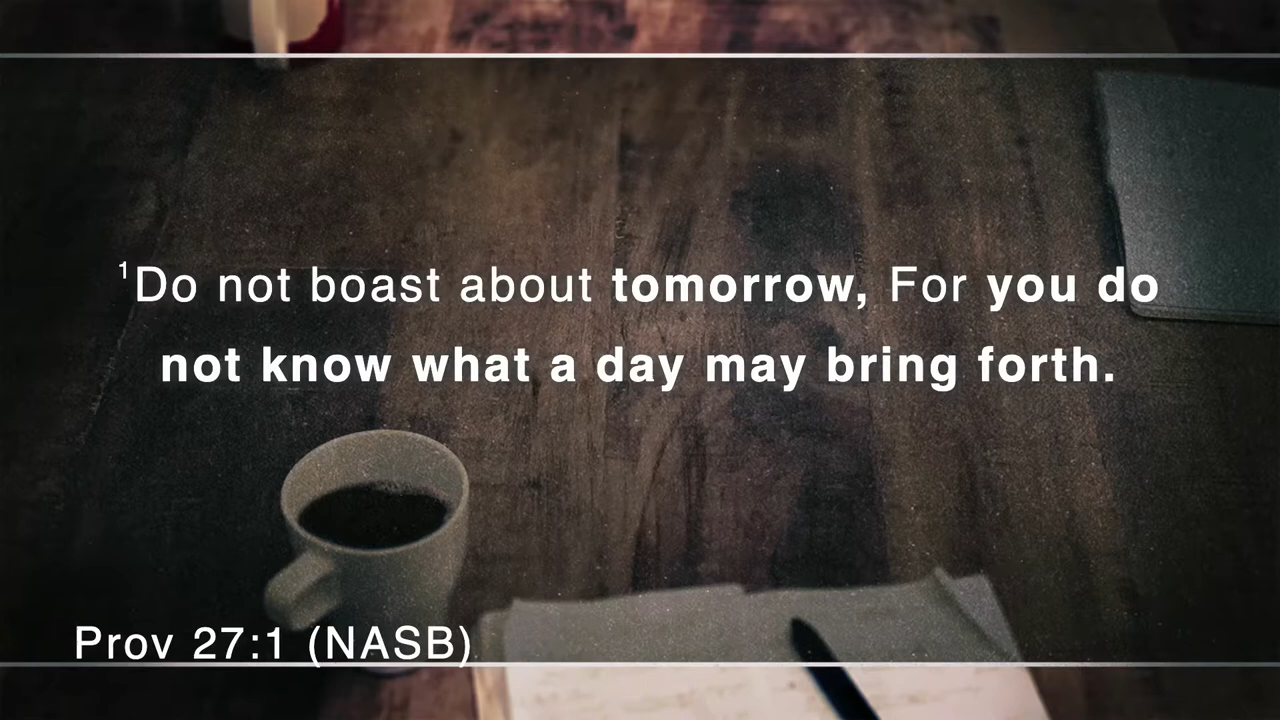 ¹Do not boast about tomorrow, For you do
not know what a day may bring forth.
Prov 27:1 (NASB)